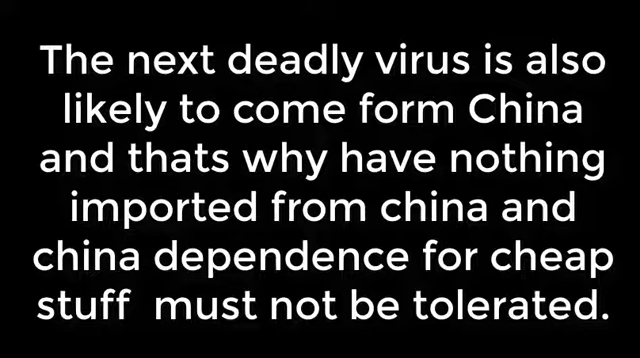 The next deadly virus is also
likely to come form China
and thats why have nothing
imported from china and
china dependence for cheap
stuff  must not be tolerated.